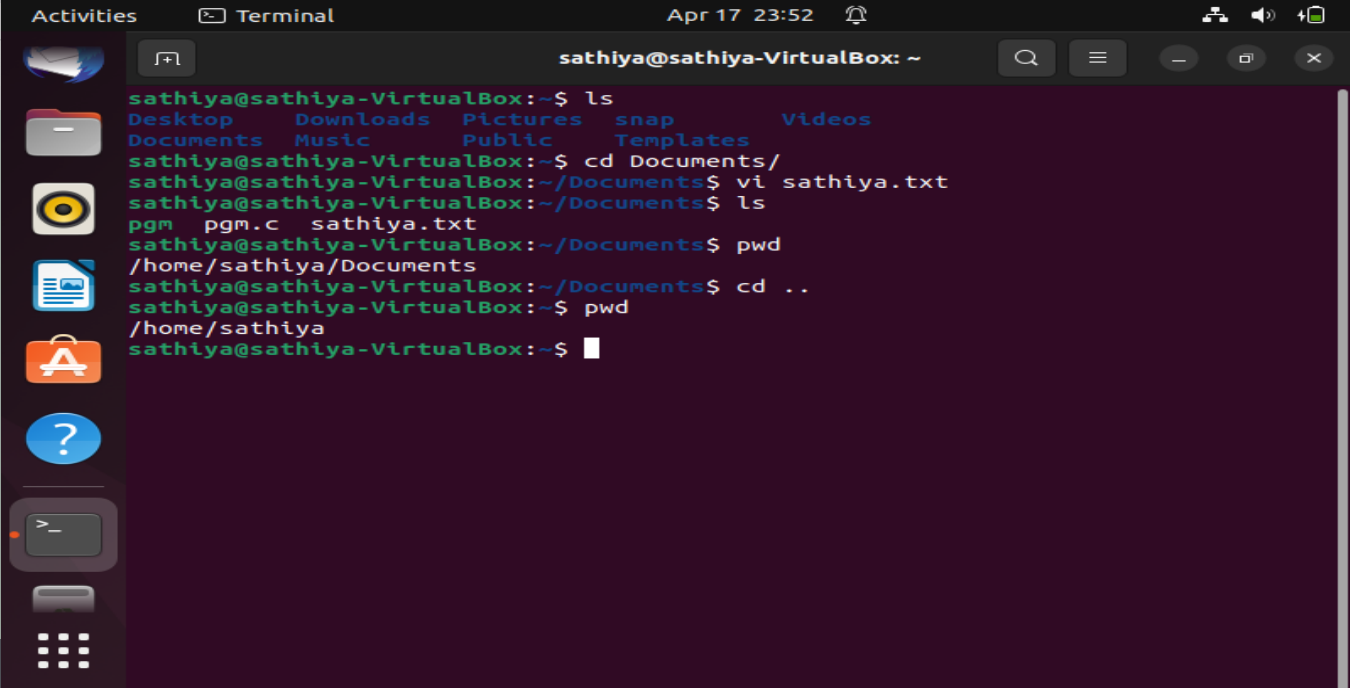 Activities Terminal Apr 17 23:52
sathiya@sathiya-VirtualBox: ~
sathiya@sathiya-VirtualBox:~$ ls
Desktop Downloads Pictures snap Videos
Documents Music Public Templates
sathiya@sathiya-VirtualBox:~$ cd Documents/
sathiya@sathiya-VirtualBox:~/Documents$ vi sathiya.txt
sathiya@sathiya-VirtualBox:~/Documents$ ls
pgm pgm.c sathiya.txt
sathiya@sathiya-VirtualBox:~/Documents$ pwd
/home/sathiya/Documents
sathiya@sathiya-VirtualBox:~/Documents$ cd ..
sathiya@sathiya-VirtualBox:~$ pwd
/home/sathiya
sathiya@sathiya-VirtualBox:~$